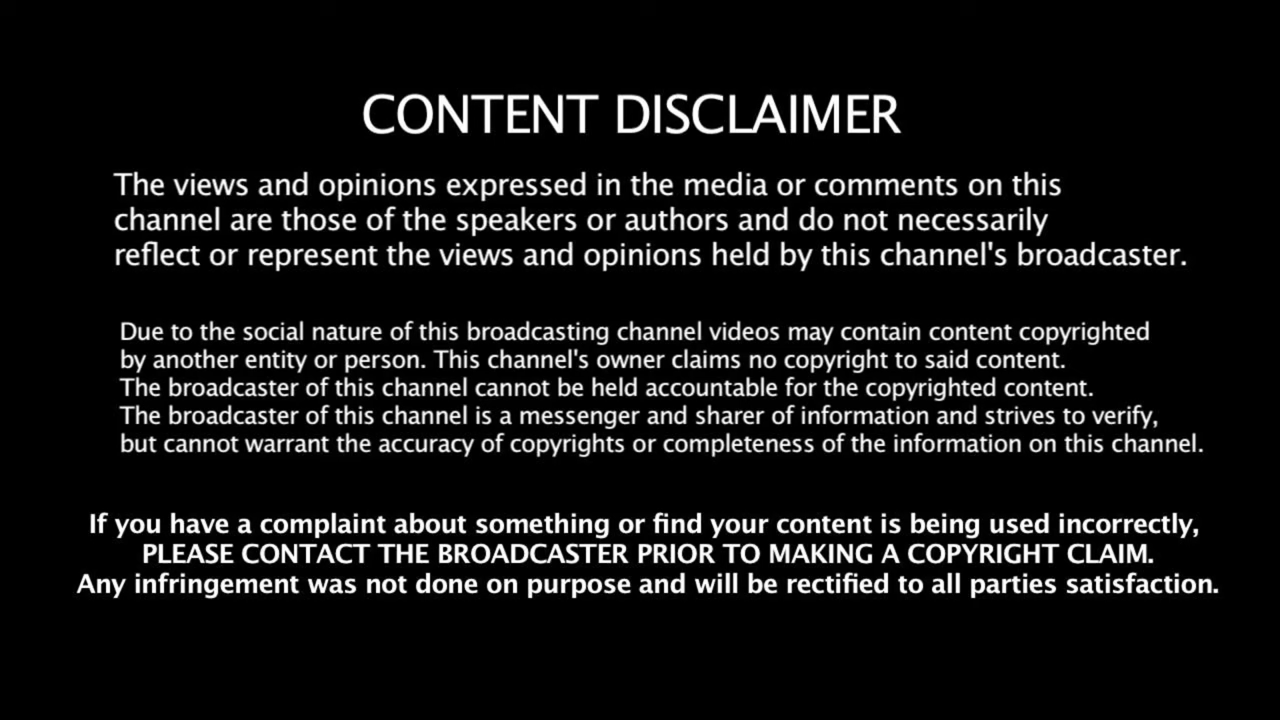 CONTENT DISCLAIMER
The views and opinions expressed in the media or comments on this
channel are those of the speakers or authors and do not necessarily
reflect or represent the views and opinions held by this channel's broadcaster.
Due to the social nature of this broadcasting channel videos may contain content copyrighted
by another entity or person. This channel's owner claims no copyright to said content.
The broadcaster of this channel cannot be held accountable for the copyrighted content.
The broadcaster of this channel is a messenger and sharer of information and strives to verify,
but cannot warrant the accuracy of copyrights or completeness of the information on this channel.
If you have a complaint about something or find your content is being used incorrectly,
PLEASE CONTACT THE BROADCASTER PRIOR TO MAKING A COPYRIGHT CLAIM.
Any infringement was not done on purpose and will be rectified to all parties satisfaction.